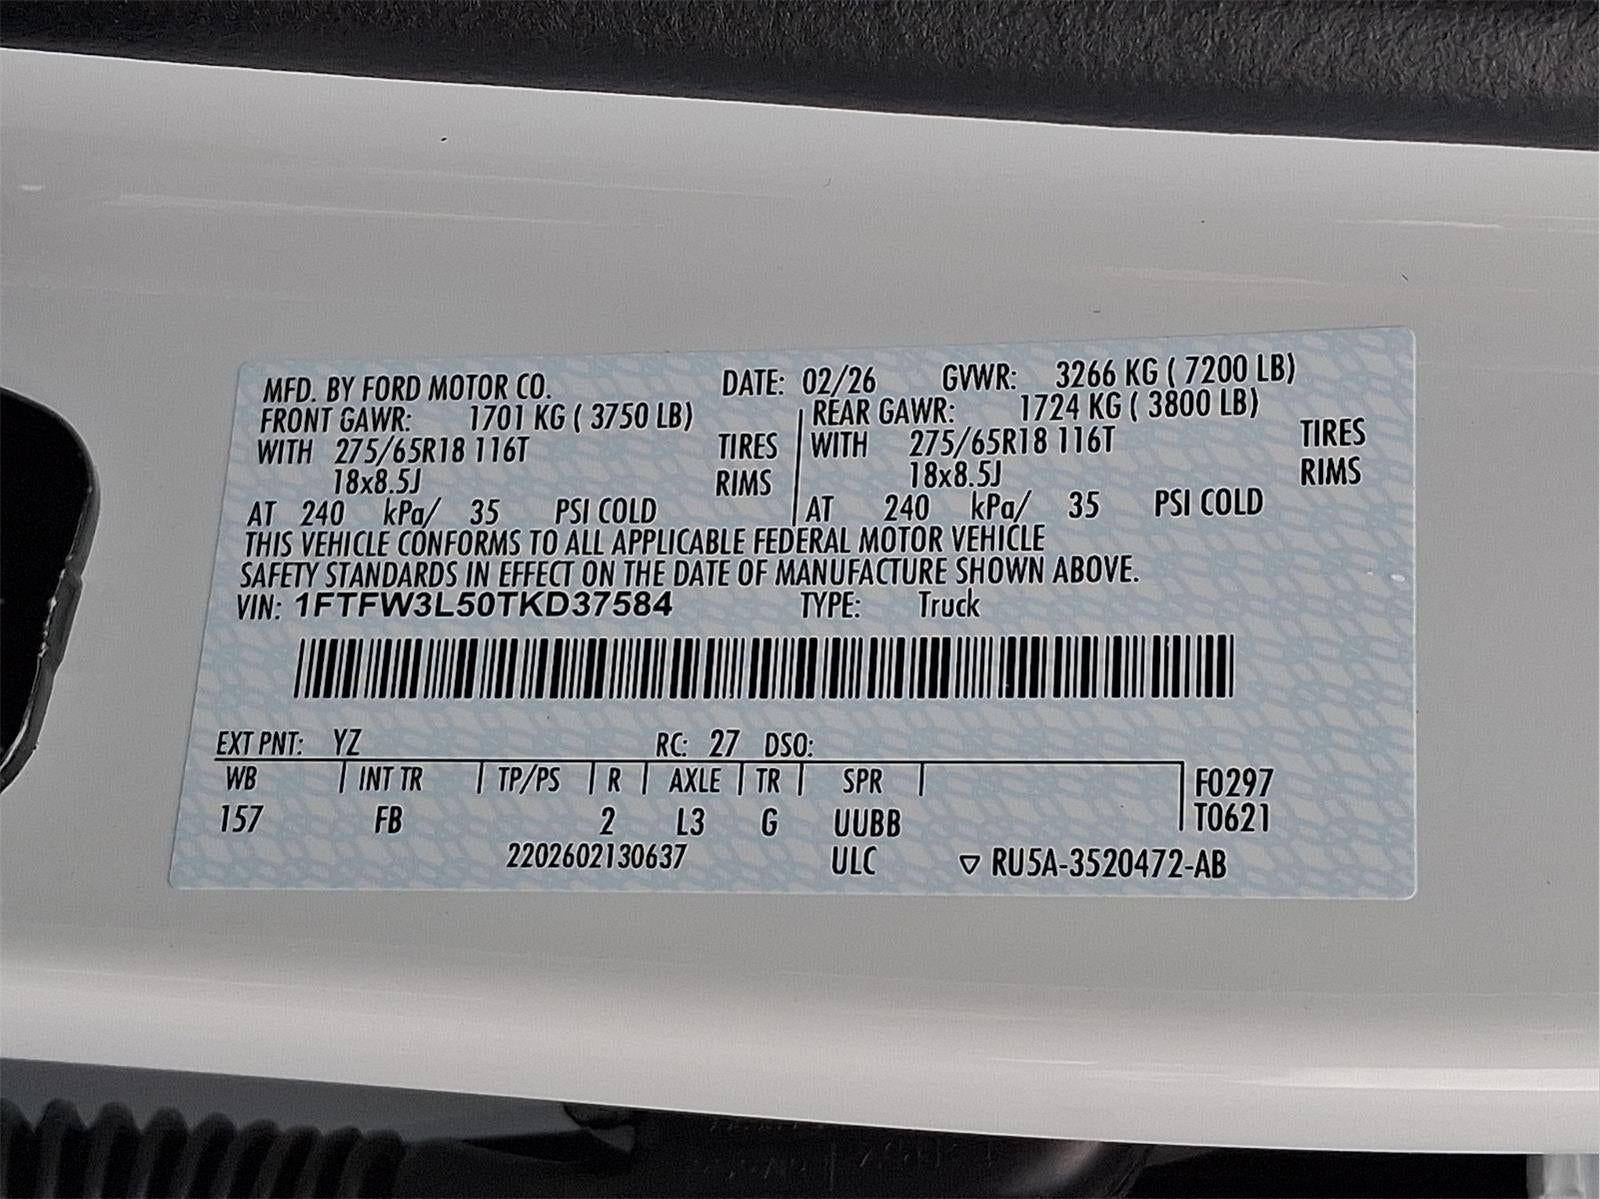 MFD. BY FORD MOTOR CO. DATE: 02/26 GVWR: 3266 KG ( 7200 LB)
FRONT GAWR: 1701 KG ( 3750 LB) REAR GAWR: 1724 KG ( 3800 LB)
WITH 275/65R18 116T TIRES WITH 275/65R18 116T TIRES
18x8.5J RIMS 18x8.5J RIMS
AT 240 kPa/ 35 PSI COLD AT 240 kPa/ 35 PSI COLD
THIS VEHICLE CONFORMS TO ALL APPLICABLE FEDERAL MOTOR VEHICLE
SAFETY STANDARDS IN EFFECT ON THE DATE OF MANUFACTURE SHOWN ABOVE.
VIN: 1FTFW3L50TKD37584 TYPE: Truck
EXT PNT: YZ RC: 27 DSO:
WB INT TR TP/PS R AXLE TR SPR F0297
157 FB 2 L3 G UUBB T0621
2202602130637 ULC ▽ RU5A-3520472-AB